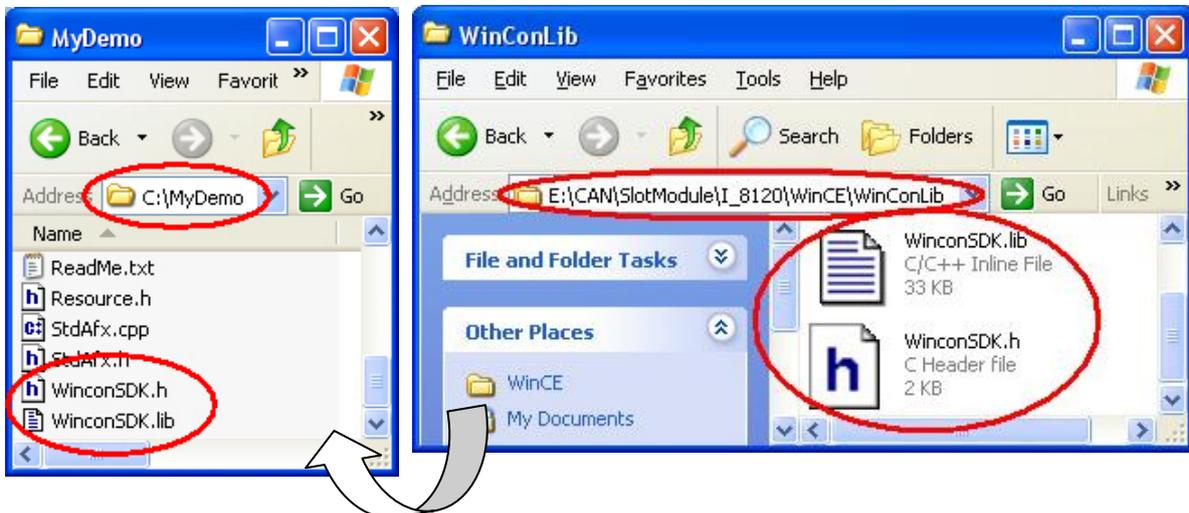 MyDemo
File Edit View Favorit »
Back »
Address C:\MyDemo Go
Name
ReadMe.txt
Resource.h
StdAfx.cpp
StdAfx.h
WinconSDK.h
WinconSDK.lib
WinConLib
File Edit View Favorites Tools Help
Back Search Folders
Address E:\CAN\SlotModule\I_8120\WinCE\WinConLib Go Links »
File and Folder Tasks
Other Places
WinCE
My Documents
WinconSDK.lib
C/C++ Inline File
33 KB
WinconSDK.h
C Header file
2 KB